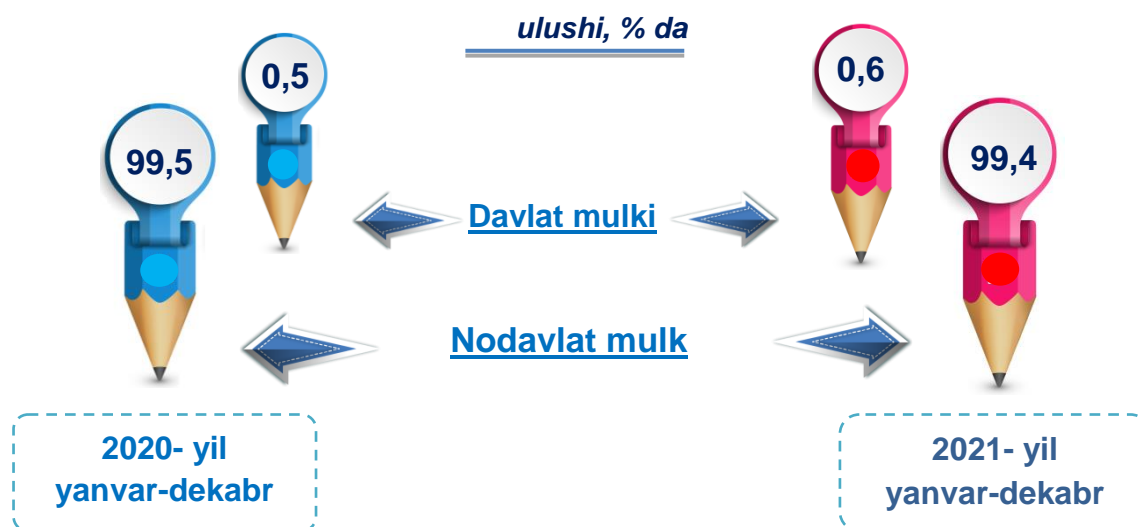 ulushi, % da
0,5
0,6
99,5
99,4
Davlat mulki
Nodavlat mulk
2020- yil
yanvar-dekabr
2021- yil
yanvar-dekabr